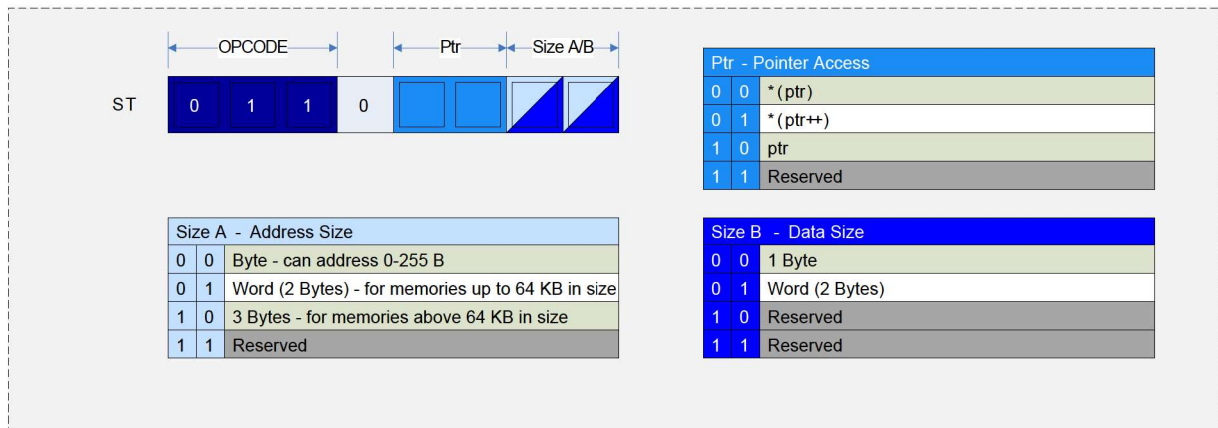 OPCODE Ptr Size A/B
ST 0 1 1 0
Ptr - Pointer Access
0 0 *(ptr)
0 1 *(ptr++)
1 0 ptr
1 1 Reserved
Size A - Address Size
0 0 Byte - can address 0-255 B
0 1 Word (2 Bytes) - for memories up to 64 KB in size
1 0 3 Bytes - for memories above 64 KB in size
1 1 Reserved
Size B - Data Size
0 0 1 Byte
0 1 Word (2 Bytes)
1 0 Reserved
1 1 Reserved